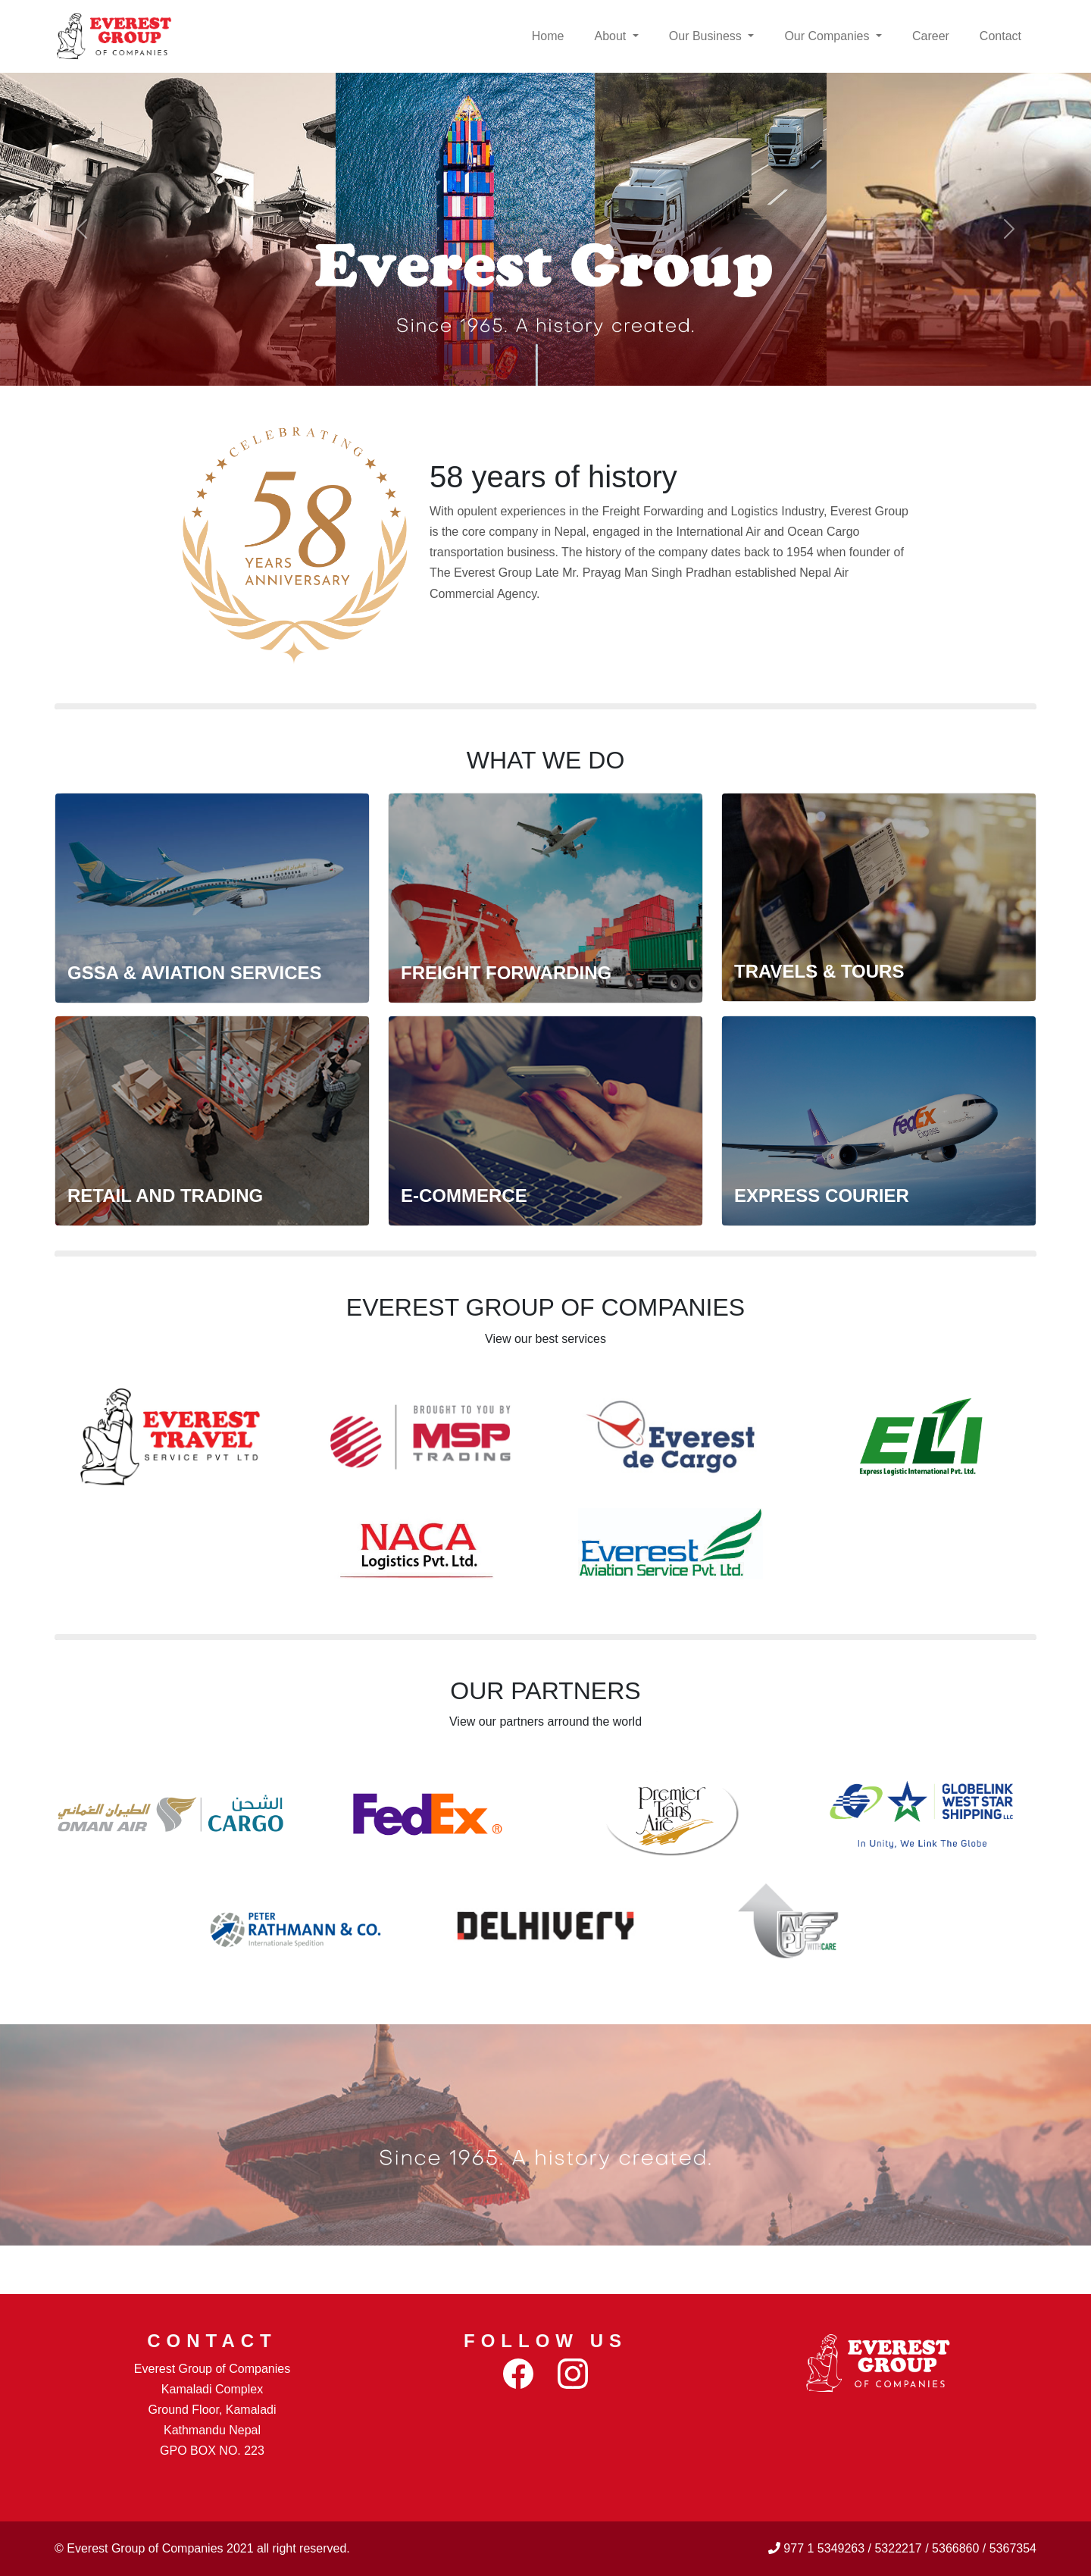 EVEREST
GROUP
OF COMPANIES
Home
About
Our Business
Our Companies
Career
Contact
Everest Group
Since 1965. A history created.
CELEBRATING
58
YEARS
ANNIVERSARY
58 years of history
With opulent experiences in the Freight Forwarding and Logistics Industry, Everest Group
is the core company in Nepal, engaged in the International Air and Ocean Cargo
transportation business. The history of the company dates back to 1954 when founder of
The Everest Group Late Mr. Prayag Man Singh Pradhan established Nepal Air
Commercial Agency.
WHAT WE DO
GSSA & AVIATION SERVICES
FREIGHT FORWARDING
BOARDING PASS
TRAVELS & TOURS
RETAIL AND TRADING
E-COMMERCE
FedEx
Express
EXPRESS COURIER
EVEREST GROUP OF COMPANIES
View our best services
EVEREST
TRAVEL
SERVICE PVT LTD
BROUGHT TO YOU BY
MSP
TRADING
Everest
de Cargo
ELI
Express Logistic International Pvt. Ltd.
NACA
Logistics Pvt. Ltd.
Everest
Aviation Service Pvt. Ltd.
OUR PARTNERS
View our partners arround the world
الطيران العماني
OMAN AIR
الشحن
CARGO
FedEx ®
Premier
Trans
Aire
GLOBELINK
WEST STAR
SHIPPING LLC
In Unity, We Link The Globe
PETER
RATHMANN & CO.
Internationale Spedition
DELHIVERY
ALPI
WITH CARE
Since 1965. A history created.
CONTACT
Everest Group of Companies
Kamaladi Complex
Ground Floor, Kamaladi
Kathmandu Nepal
GPO BOX NO. 223
FOLLOW US
EVEREST
GROUP
OF COMPANIES
© Everest Group of Companies 2021 all right reserved.
977 1 5349263 / 5322217 / 5366860 / 5367354